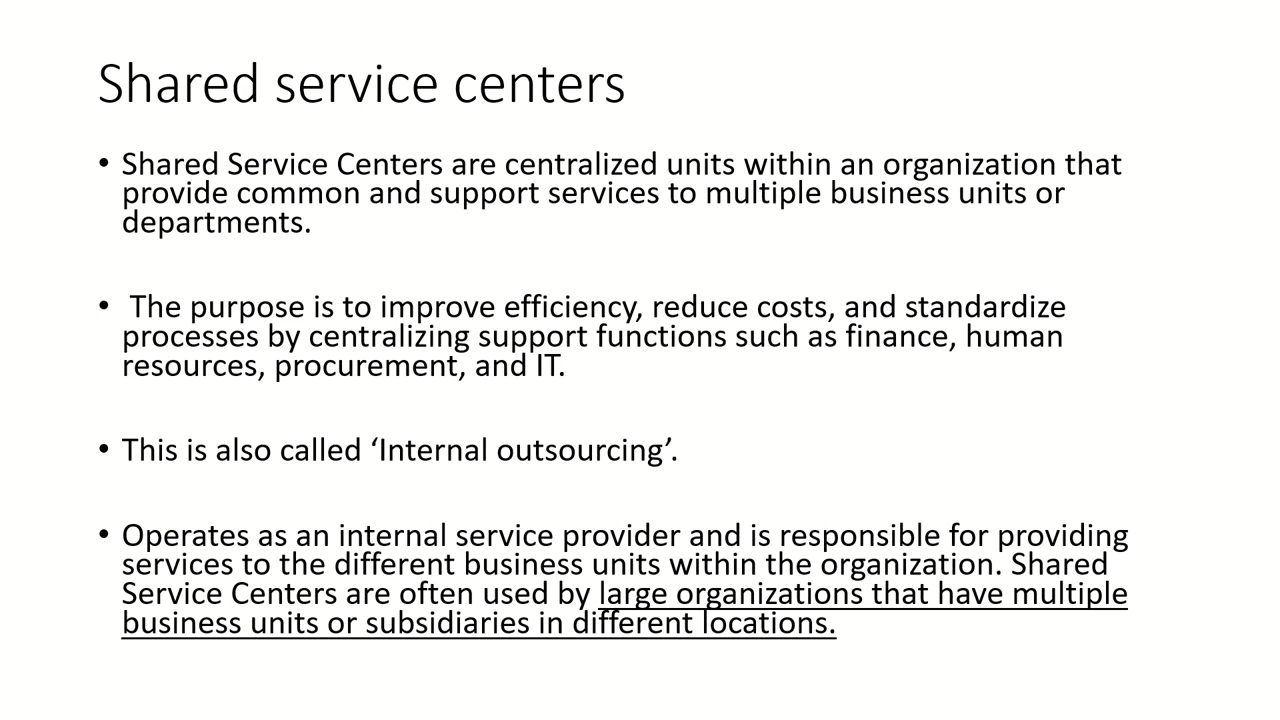 Shared service centers
• Shared Service Centers are centralized units within an organization that
provide common and support services to multiple business units or
departments.
• The purpose is to improve efficiency, reduce costs, and standardize
processes by centralizing support functions such as finance, human
resources, procurement, and IT.
• This is also called ‘Internal outsourcing’.
• Operates as an internal service provider and is responsible for providing
services to the different business units within the organization. Shared
Service Centers are often used by large organizations that have multiple
business units or subsidiaries in different locations.